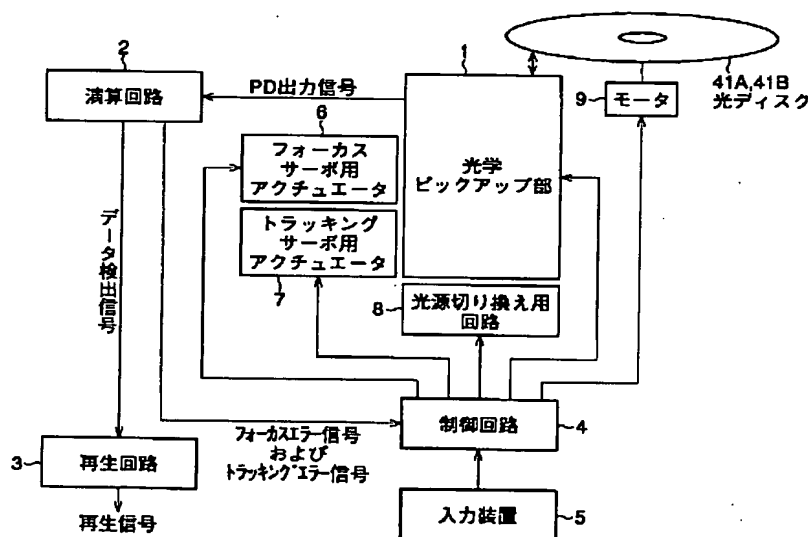 2
演算回路
PD出力信号
1
41A,41B
光ディスク
9
モータ
6
フォーカス
サーボ用
アクチュエータ
トラッキング
サーボ用
アクチュエータ
7
光学
ピックアップ部
8
光源切り換え用
回路
データ検出信号
制御回路
4
フォーカスエラー信号
および
トラッキングエラー信号
3
再生回路
再生信号
入力装置
5